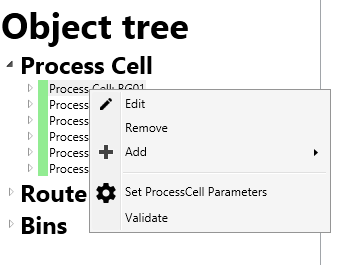 Object tree
Process Cell
Process Cell: BG01
Process
Process
Process
Process
Process
Route
Bins
Edit
Remove
Add
Set ProcessCell Parameters
Validate